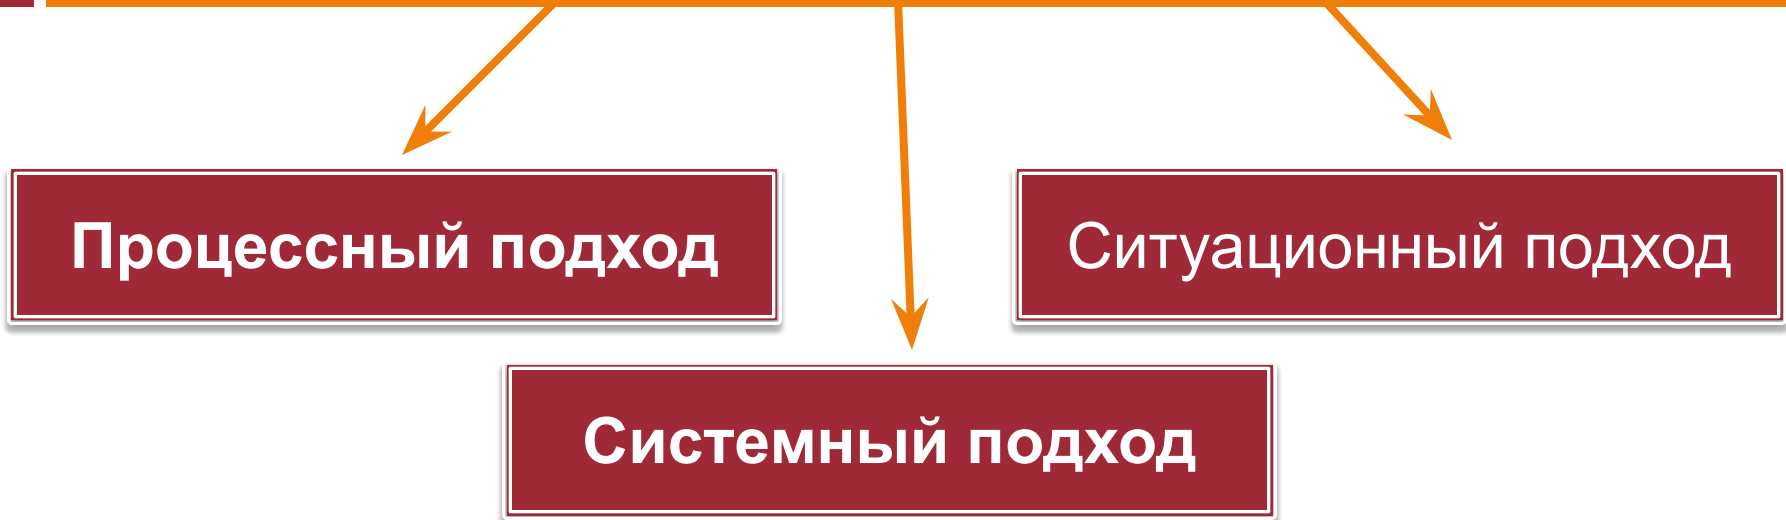 Процессный подход
Ситуационный подход
Системный подход